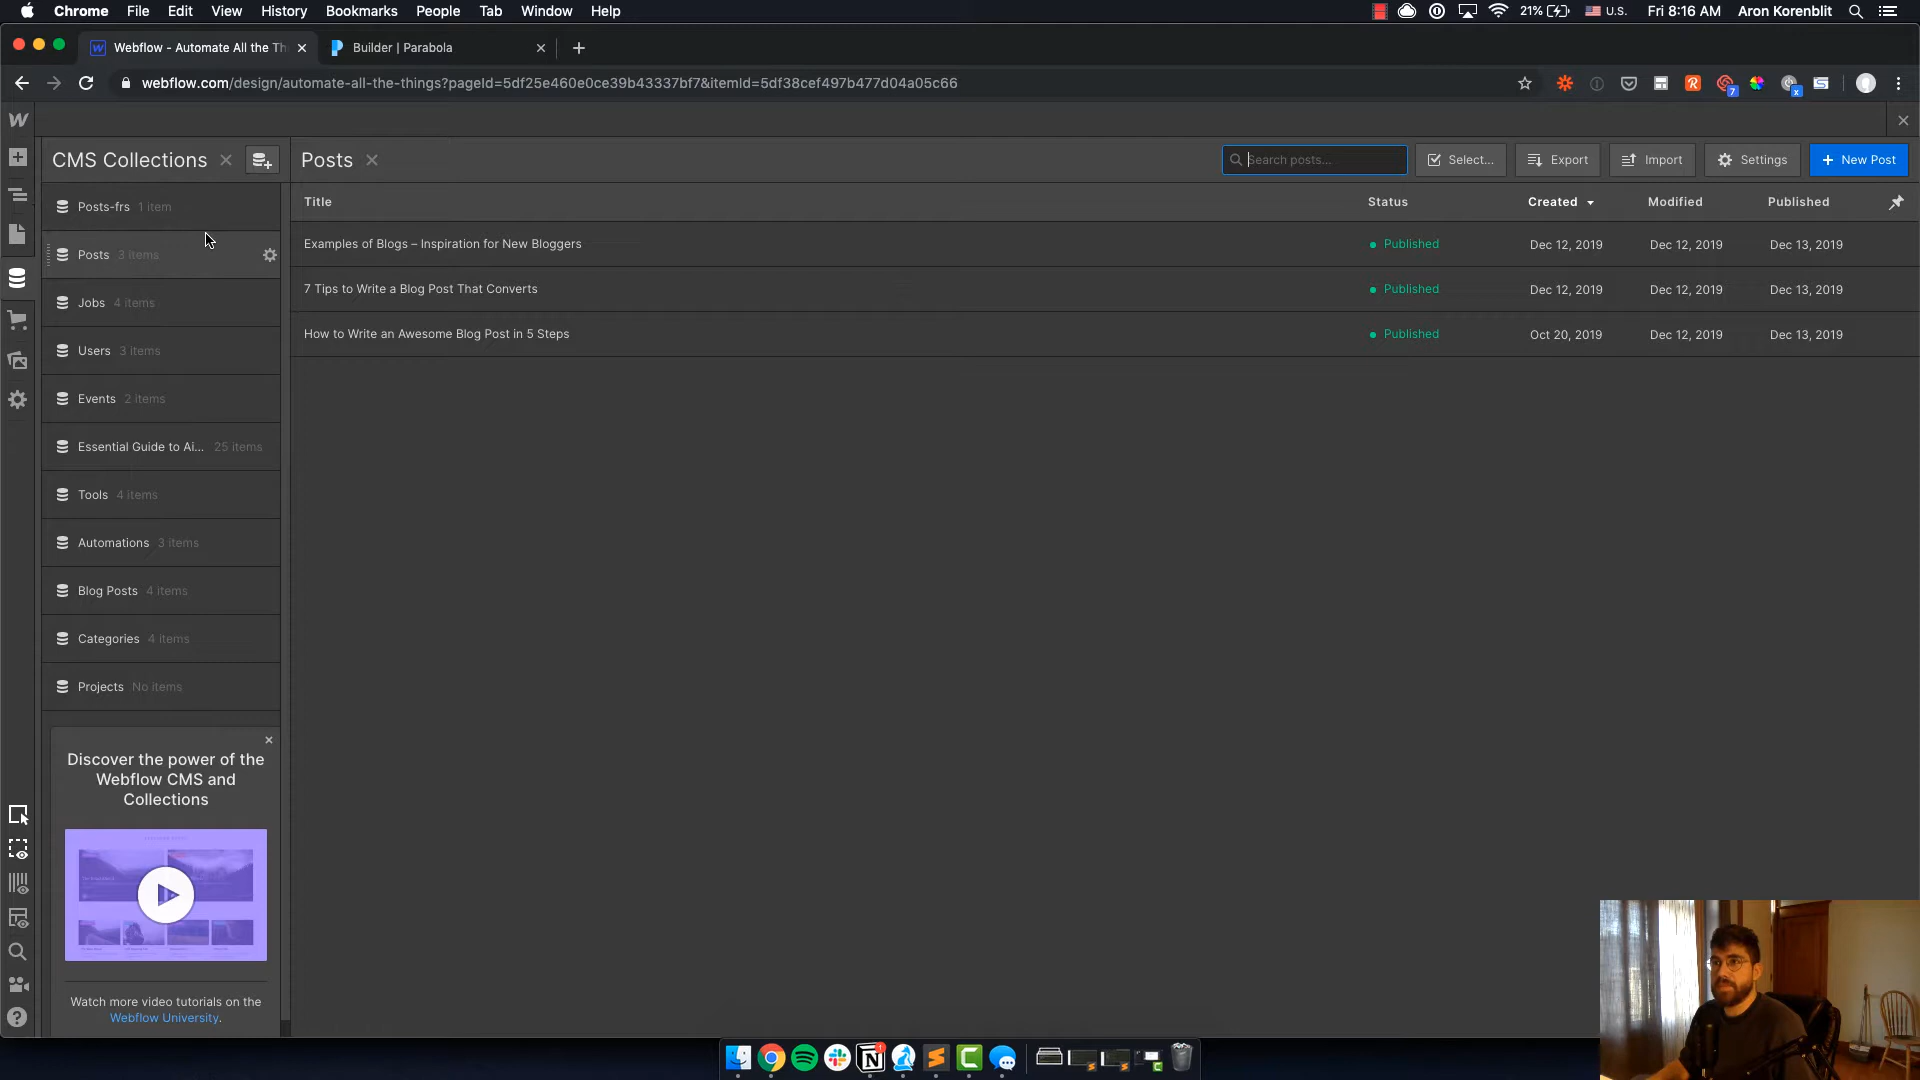 Chrome File Edit View History Bookmarks People Tab Window Help
21% U.S. Fri 8:16 AM Aron Korenblit
Webflow - Automate All the Th
Builder | Parabola
webflow.com/design/automate-all-the-things?pageId=5df25e460e0ce39b43337bf7&itemId=5df38cef497b477d04a05c66
7
x
CMS Collections
Posts
Search posts...
Select...
Export
Import
Settings
+ New Post
Posts-frs 1 item
Posts 3 items
Jobs 4 items
Users 3 items
Events 2 items
Essential Guide to Ai... 25 items
Tools 4 items
Automations 3 items
Blog Posts 4 items
Categories 4 items
Projects No items
Title Status Created Modified Published
Examples of Blogs – Inspiration for New Bloggers Published Dec 12, 2019 Dec 12, 2019 Dec 13, 2019
7 Tips to Write a Blog Post That Converts Published Dec 12, 2019 Dec 12, 2019 Dec 13, 2019
How to Write an Awesome Blog Post in 5 Steps Published Oct 20, 2019 Dec 12, 2019 Dec 13, 2019
Discover the power of the
Webflow CMS and
Collections
Watch more video tutorials on the
Webflow University.